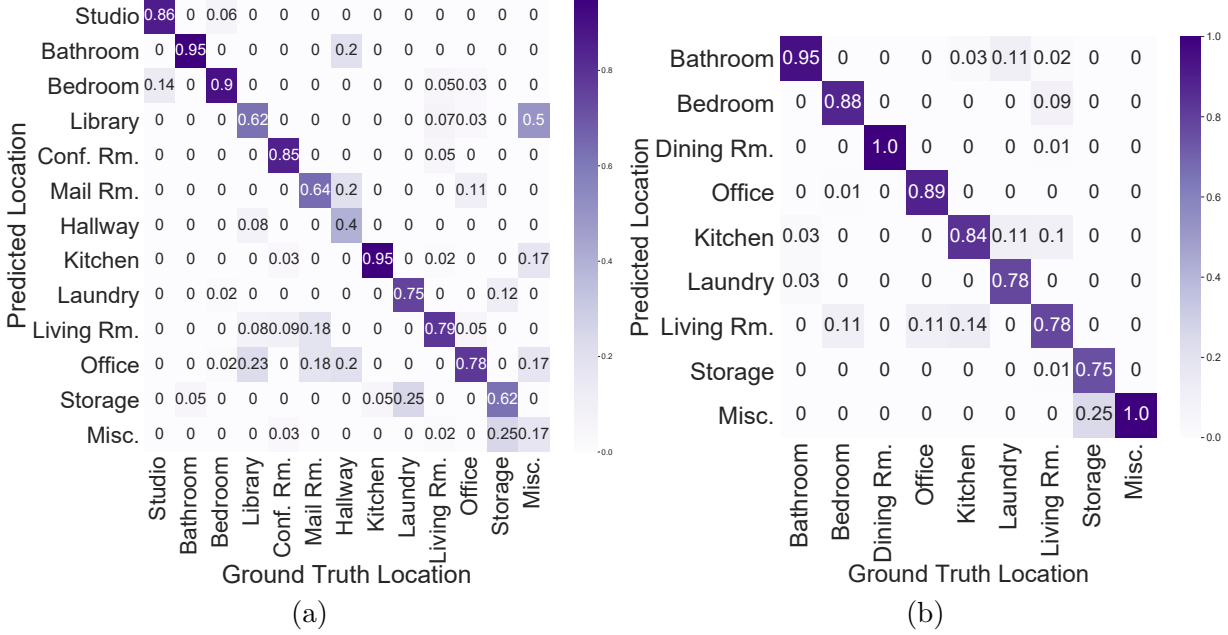 Predicted Location
Studio 0.86 0 0.06 0 0 0 0 0 0 0 0 0 0
Bathroom 0 0.95 0 0 0 0 0.2 0 0 0 0 0 0
Bedroom 0.14 0 0.9 0 0 0 0 0 0 0.05 0.03 0 0
Library 0 0 0 0.62 0 0 0 0 0 0.07 0.03 0 0.5
Conf. Rm. 0 0 0 0 0.85 0 0 0 0 0.05 0 0 0
Mail Rm. 0 0 0 0 0 0.64 0.2 0 0 0 0.11 0 0
Hallway 0 0 0 0.08 0 0 0.4 0 0 0 0 0 0
Kitchen 0 0 0 0 0.03 0 0 0.95 0 0.02 0 0 0.17
Laundry 0 0 0.02 0 0 0 0 0 0.75 0 0 0.12 0
Living Rm. 0 0 0 0.08 0.09 0.18 0 0 0 0.79 0.05 0 0
Office 0 0 0.02 0.23 0 0.18 0.2 0 0 0 0.78 0 0.17
Storage 0 0.05 0 0 0 0 0 0.05 0.25 0 0 0.62 0
Misc. 0 0 0 0 0.03 0 0 0 0 0.02 0 0.25 0.17
Studio Bathroom Bedroom Library Conf. Rm. Mail Rm. Hallway Kitchen Laundry Living Rm. Office Storage Misc.
Ground Truth Location
0.8
0.6
0.4
0.2
0.0
(a)
Predicted Location
Bathroom 0.95 0 0 0 0.03 0.11 0.02 0 0
Bedroom 0 0.88 0 0 0 0 0.09 0 0
Dining Rm. 0 0 1.0 0 0 0 0.01 0 0
Office 0 0.01 0 0.89 0 0 0 0 0
Kitchen 0.03 0 0 0 0.84 0.11 0.1 0 0
Laundry 0.03 0 0 0 0 0.78 0 0 0
Living Rm. 0 0.11 0 0.11 0.14 0 0.78 0 0
Storage 0 0 0 0 0 0 0.01 0.75 0
Misc. 0 0 0 0 0 0 0 0.25 1.0
Bathroom Bedroom Dining Rm. Office Kitchen Laundry Living Rm. Storage Misc.
Ground Truth Location
1.0
0.8
0.6
0.4
0.2
0.0
(b)